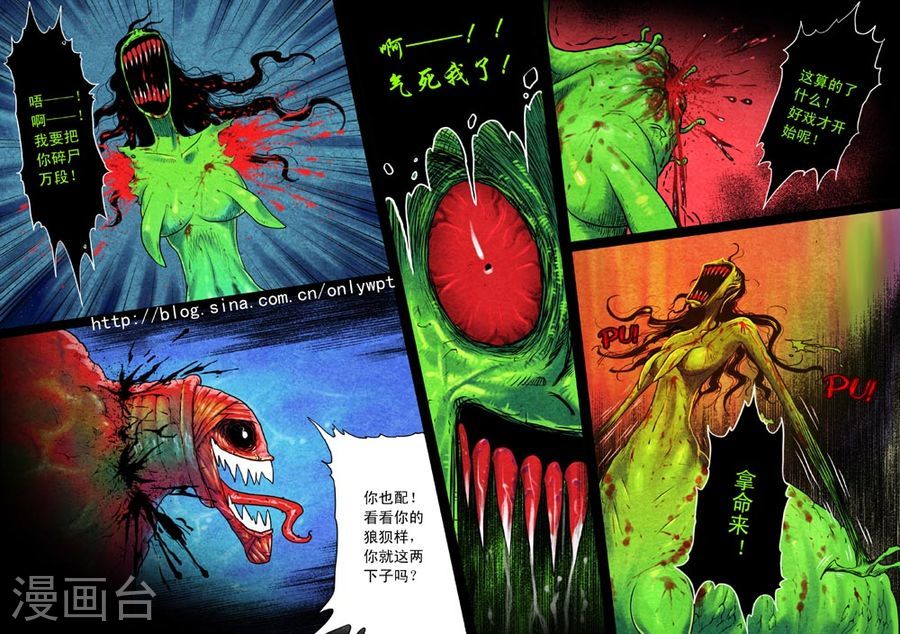 唔——！
啊——！
我要把
你碎尸
万段！
http://blog.sina.com.cn/onlywpt
你也配！
看看你的
狼狈样，
你就这两
下子吗？
啊——！！
气死我了！
这算的了
什么！
好戏才开
始呢！
PU!
PU!
拿命来！
漫画台